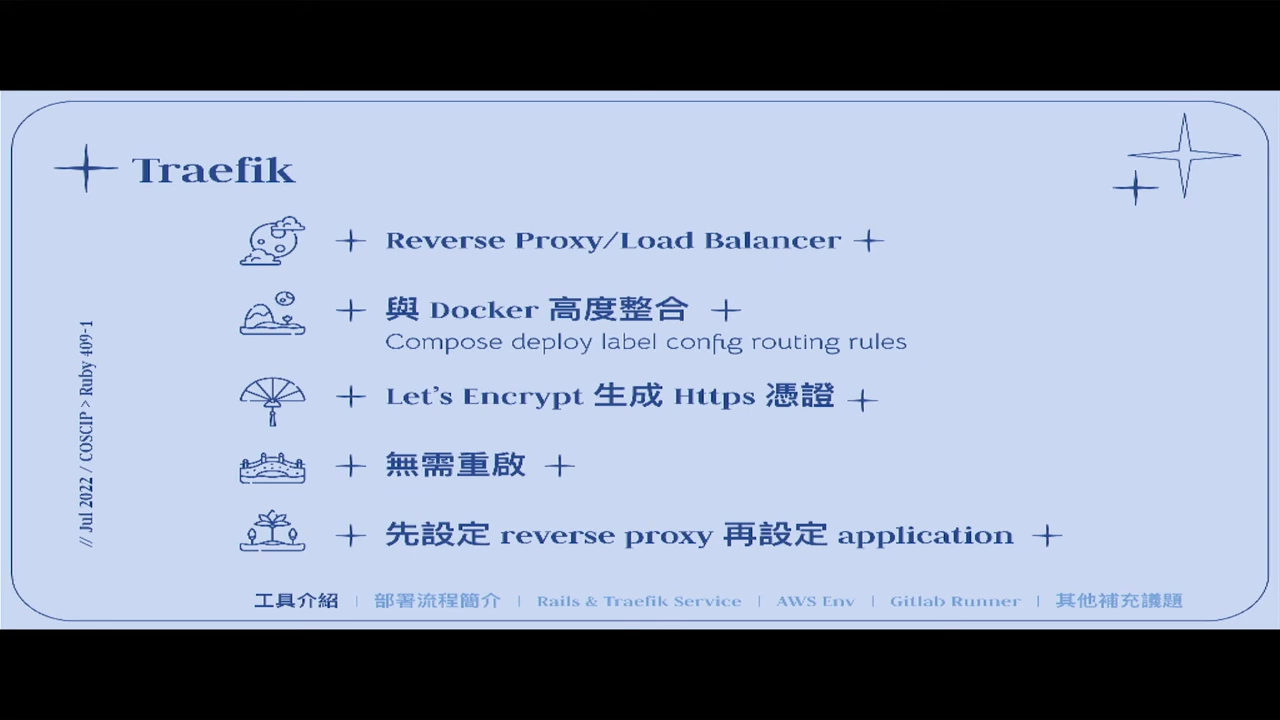 Traefik
Reverse Proxy/Load Balancer
與 Docker 高度整合
Compose deploy label config routing rules
Let's Encrypt 生成 Https 憑證
無需重啟
先設定 reverse proxy 再設定 application
// Jul 2022 / COSCIP > Ruby 409-1
工具介紹 | 部署流程簡介 | Rails & Traefik Service | AWS Env | Gitlab Runner | 其他補充議題